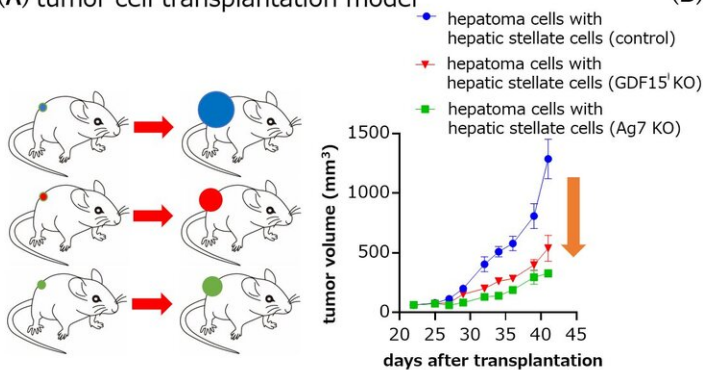 (A) tumor cell transplantation model
(B)
hepatoma cells with
hepatic stellate cells (control)
hepatoma cells with
hepatic stellate cells (GDF15 KO)
hepatoma cells with
hepatic stellate cells (Ag7 KO)
tumor volume (mm³)
1500
1000
500
0
20 25 30 35 40 45
days after transplantation